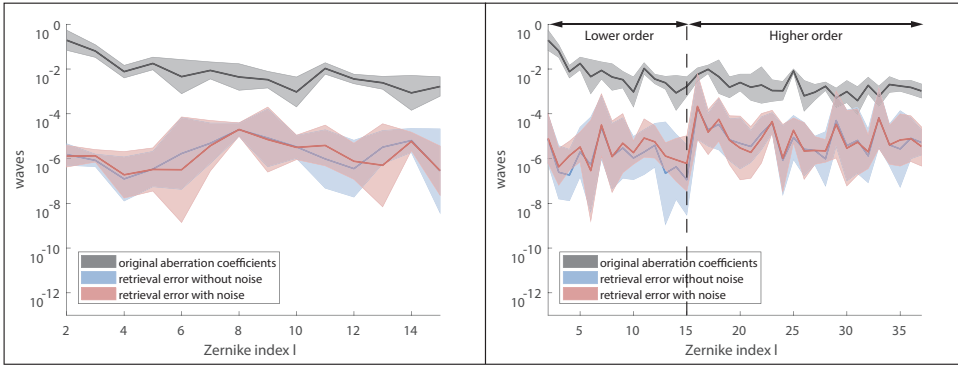 10^0
10^-2
10^-4
10^-6
10^-8
10^-10
10^-12
waves
original aberration coefficients
retrieval error without noise
retrieval error with noise
2 4 6 8 10 12 14
Zernike index l
Lower order Higher order
10^0
10^-2
10^-4
10^-6
10^-8
10^-10
10^-12
waves
original aberration coefficients
retrieval error without noise
retrieval error with noise
5 10 15 20 25 30 35
Zernike index l